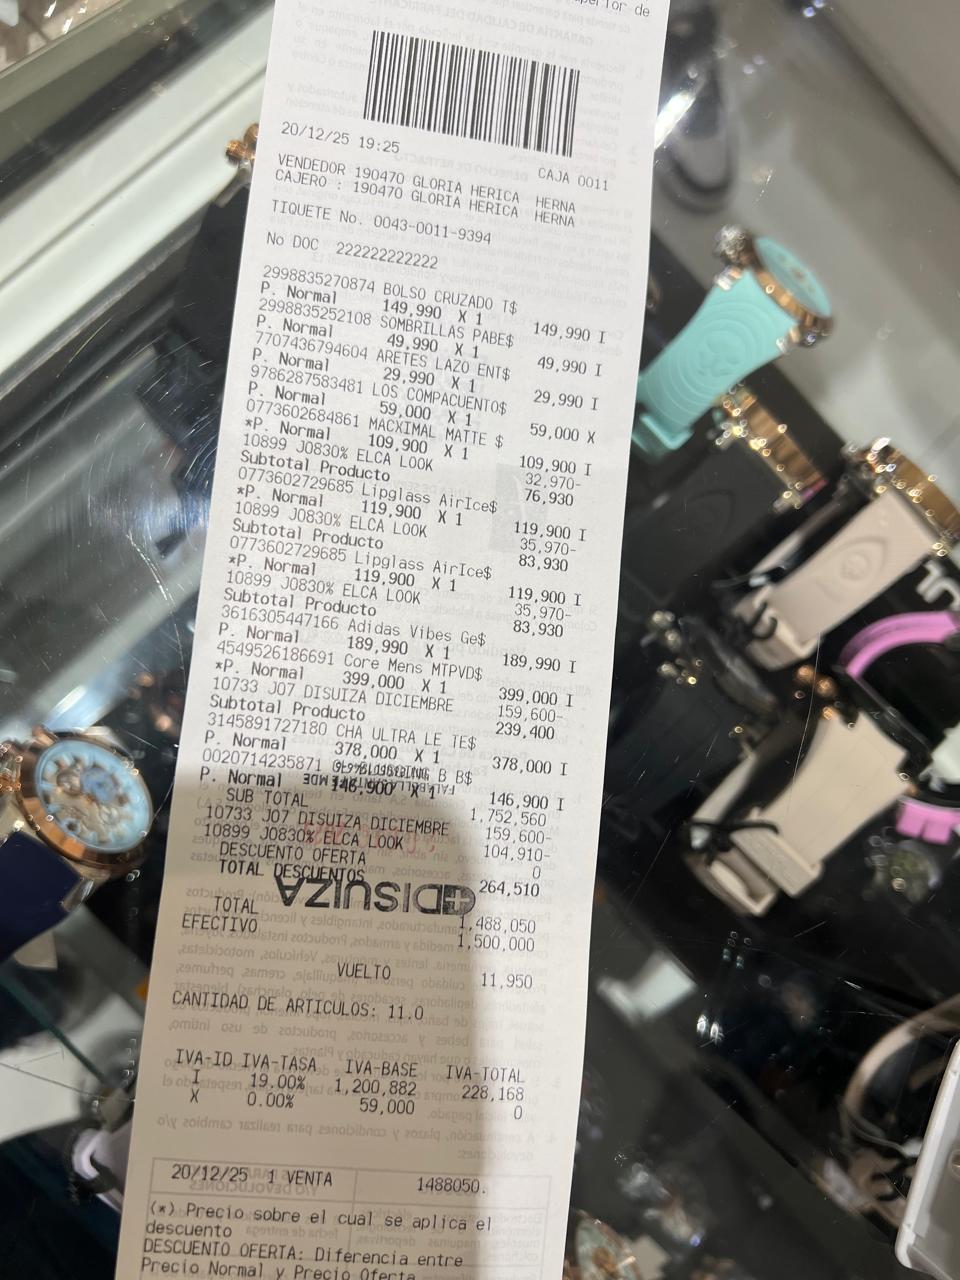 perior de
20/12/25 19:25 CAJA 0011
VENDEDOR 190470 GLORIA HERICA HERNA
CAJERO : 190470 GLORIA HERICA HERNA
TIQUETE No. 0043-0011-9394
No DOC 222222222222
2998835270874 BOLSO CRUZADO T$
P. Normal 149,990 X 1 149,990 I
2998835252108 SOMBRILLAS PABE$
P. Normal 49,990 X 1 49,990 I
7707436794604 ARETES LAZO ENT$
P. Normal 29,990 X 1 29,990 I
9786287583481 LOS COMPACUENTO$
P. Normal 59,000 X 1 59,000 X
0773602684861 MACXIMAL MATTE $
*P. Normal 109,900 X 1 109,900 I
10899 J0830% ELCA LOOK 32,970-
Subtotal Producto 76,930
0773602729685 Lipglass AirIce$
*P. Normal 119,900 X 1 119,900 I
10899 J0830% ELCA LOOK 35,970-
Subtotal Producto 83,930
0773602729685 Lipglass AirIce$
*P. Normal 119,900 X 1 119,900 I
10899 J0830% ELCA LOOK 35,970-
Subtotal Producto 83,930
3616305447166 Adidas Vibes Ge$
P. Normal 189,990 X 1 189,990 I
4549526186691 Core Mens MTPVD$
*P. Normal 399,000 X 1 399,000 I
10733 J07 DISUIZA DICIEMBRE 159,600-
Subtotal Producto 239,400
3145891727180 CHA ULTRA LE TE$
P. Normal 378,000 X 1 378,000 I
0020714235871 B B$
P. Normal 146,900 X 1 146,900 I
SUB TOTAL 1,752,560
10733 J07 DISUIZA DICIEMBRE 159,600-
10899 J0830% ELCA LOOK 104,910-
DESCUENTO OFERTA 0
TOTAL DESCUENTOS 264,510
DISUIZA
TOTAL 1,488,050
EFECTIVO 1,500,000
VUELTO 11,950
CANTIDAD DE ARTICULOS: 11.0
IVA-ID IVA-TASA IVA-BASE IVA-TOTAL
I 19.00% 1,200,882 228,168
X 0.00% 59,000 0
20/12/25 1 VENTA 1488050.
(*) Precio sobre el cual se aplica el
descuento
DESCUENTO OFERTA: Diferencia entre
Precio Normal y Precio Oferta